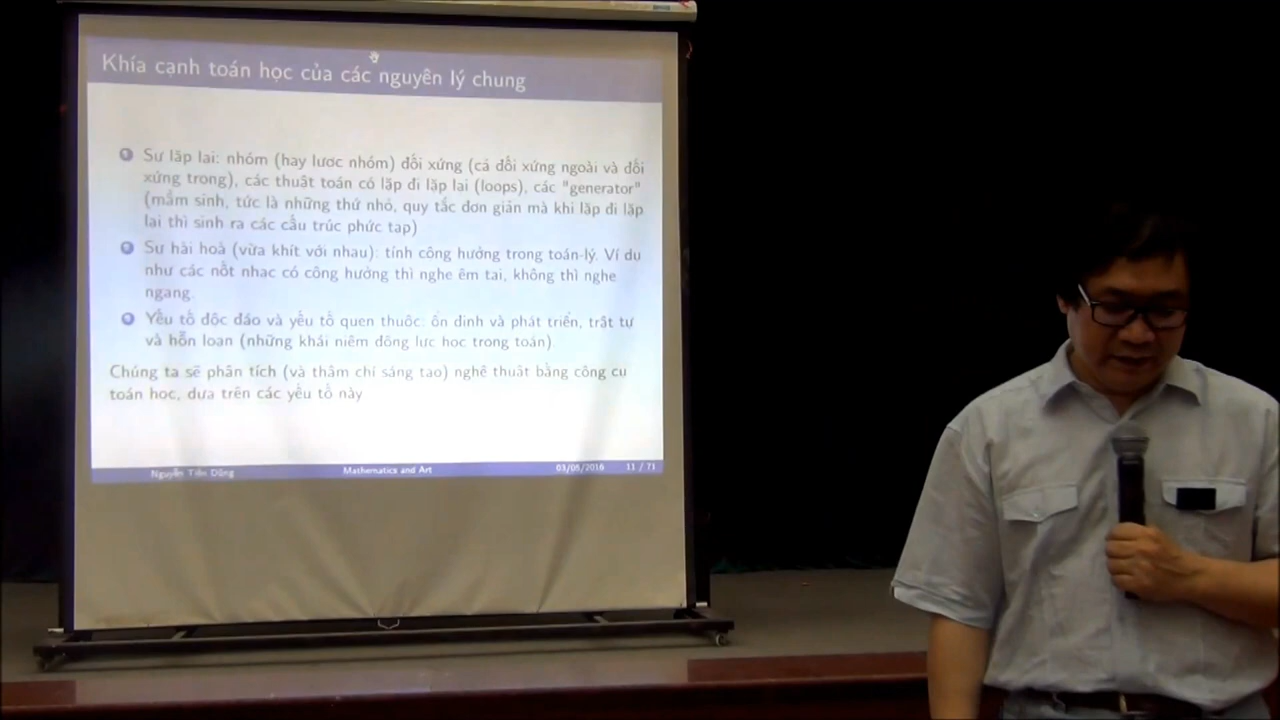 Khía cạnh toán học của các nguyên lý chung
Sự lặp lại: nhóm (hay lược nhóm) đối xứng (cả đối xứng ngoài và đối
xứng trong), các thuật toán có lặp đi lặp lại (loops), các "generator"
(mầm sinh, tức là những thứ nhỏ, quy tắc đơn giản mà khi lặp đi lặp
lại thì sinh ra các cấu trúc phức tạp)
Sự hài hoà (vừa khít với nhau): tính cộng hưởng trong toán-lý. Ví dụ
như các nốt nhạc có cộng hưởng thì nghe êm tai, không thì nghe
ngang.
Yếu tố độc đáo và yếu tố quen thuộc: ổn định và phát triển, trật tự
và hỗn loạn (những khái niệm động lực học trong toán).
Chúng ta sẽ phân tích (và thậm chí sáng tạo) nghệ thuật bằng công cụ
toán học, dựa trên các yếu tố này
Nguyễn Tiến Dũng Mathematics and Art 03/05/2016 11 / 71